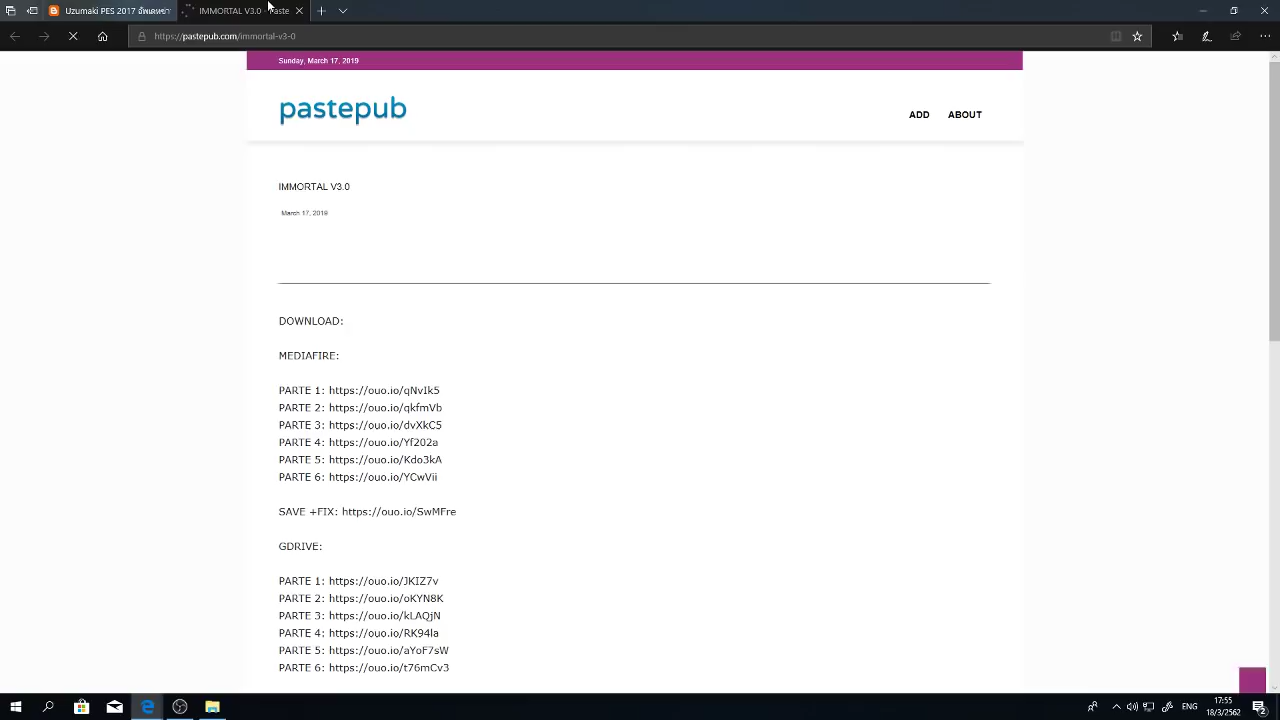 Uzumaki PES 2017
IMMORTAL V3.0 - Paste
https://pastepub.com/immortal-v3-0
Sunday, March 17, 2019
pastepub
ADD ABOUT
IMMORTAL V3.0
March 17, 2019
DOWNLOAD:
MEDIAFIRE:
PARTE 1: https://ouo.io/qNvIk5
PARTE 2: https://ouo.io/qkfmVb
PARTE 3: https://ouo.io/dvXkC5
PARTE 4: https://ouo.io/Yf202a
PARTE 5: https://ouo.io/Kdo3kA
PARTE 6: https://ouo.io/YCwVii
SAVE +FIX: https://ouo.io/SwMFre
GDRIVE:
PARTE 1: https://ouo.io/JKIZ7v
PARTE 2: https://ouo.io/oKYN8K
PARTE 3: https://ouo.io/kLAQjN
PARTE 4: https://ouo.io/RK94la
PARTE 5: https://ouo.io/aYoF7sW
PARTE 6: https://ouo.io/t76mCv3
ENG
17:55
18/3/2562